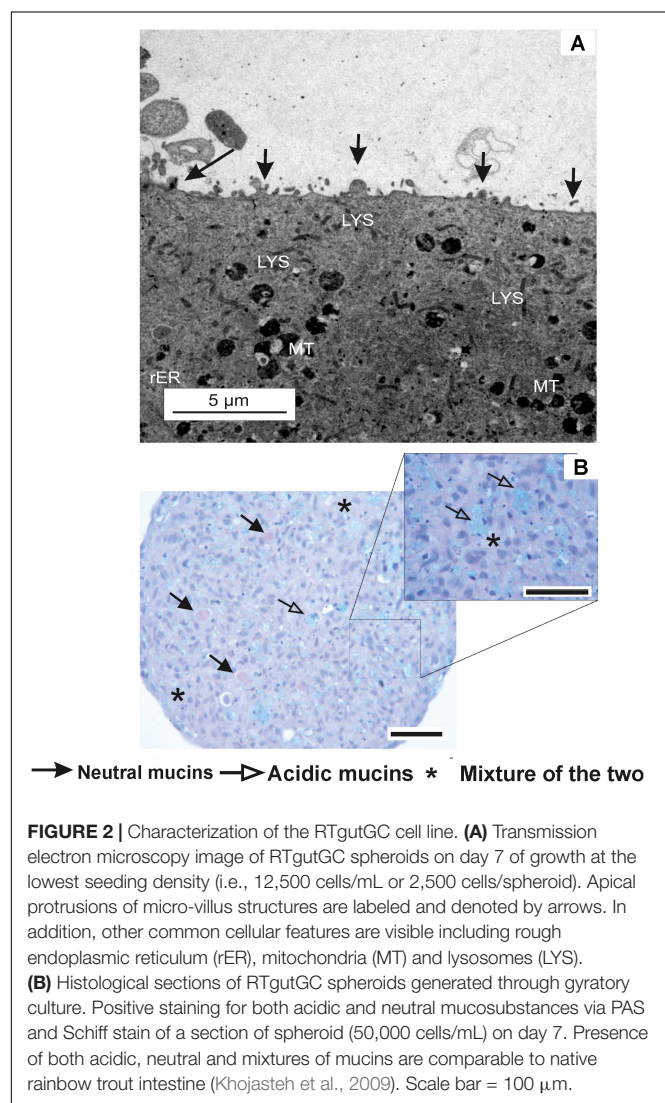 A
LYS
LYS
LYS
MT
rER
MT
5 µm
B
*
*
*
Neutral mucins Acidic mucins * Mixture of the two
FIGURE 2 | Characterization of the RTgutGC cell line. (A) Transmission
electron microscopy image of RTgutGC spheroids on day 7 of growth at the
lowest seeding density (i.e., 12,500 cells/mL or 2,500 cells/spheroid). Apical
protrusions of micro-villus structures are labeled and denoted by arrows. In
addition, other common cellular features are visible including rough
endoplasmic reticulum (rER), mitochondria (MT) and lysosomes (LYS).
(B) Histological sections of RTgutGC spheroids generated through gyratory
culture. Positive staining for both acidic and neutral mucosubstances via PAS
and Schiff stain of a section of spheroid (50,000 cells/mL) on day 7. Presence
of both acidic, neutral and mixtures of mucins are comparable to native
rainbow trout intestine (Khojasteh et al., 2009). Scale bar = 100 µm.